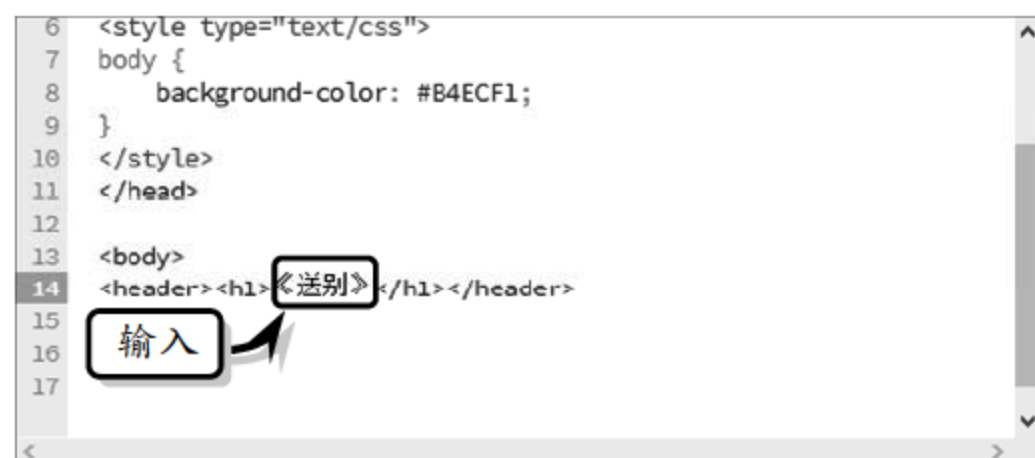 6 <style type="text/css">
7 body {
8 background-color: #B4ECF1;
9 }
10 </style>
11 </head>
12
13 <body>
14 <header><h1>《送别》</h1></header>
15
输入
16
17